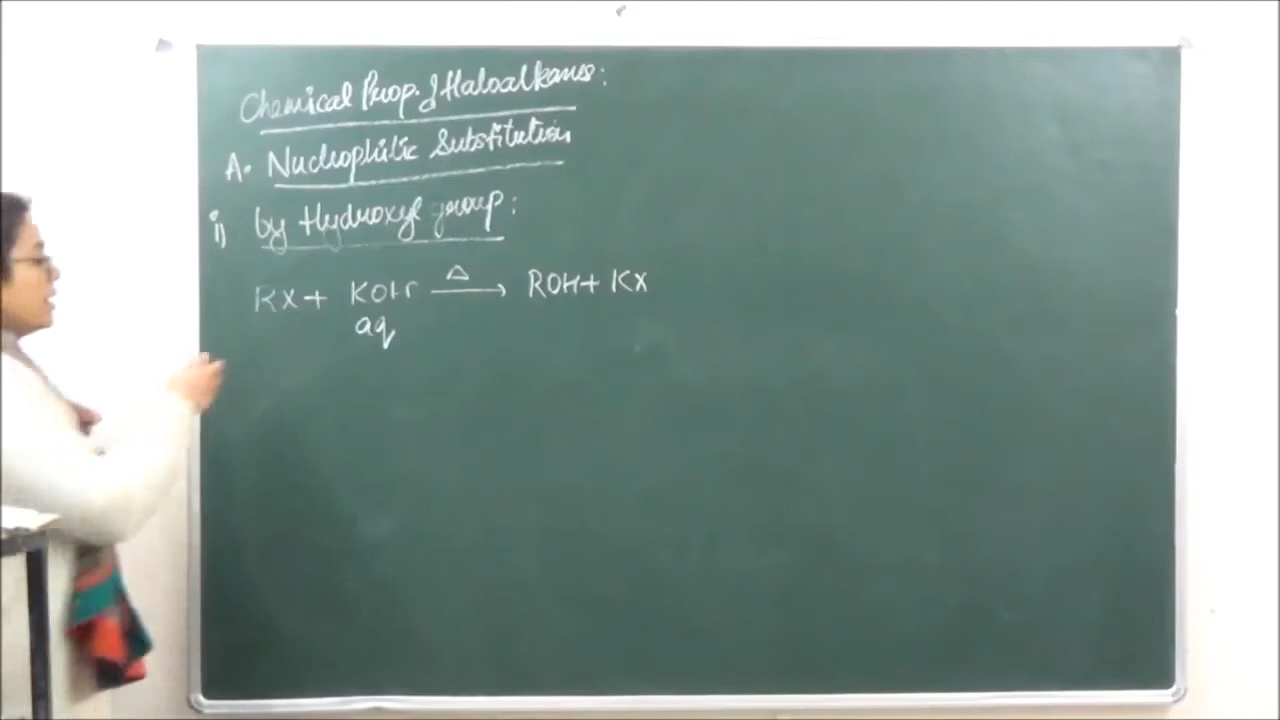 Chemical Prop. of Haloalkanes:
A. Nucleophilic Substitution
i) by Hydroxyl group:
RX + KOH △→ ROH + KX
aq